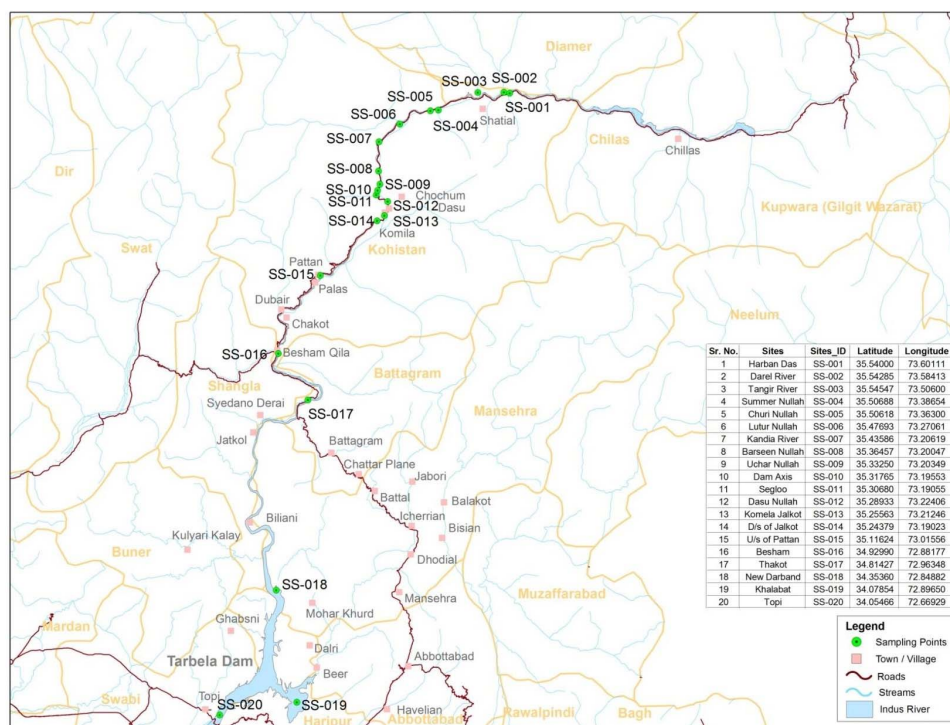 Diamer
SS-003
SS-002
SS-005
SS-001
SS-006
SS-004
Shatial
SS-007
Chilas
Chillas
Dir
SS-008
SS-010
SS-009
SS-011
Chochum
SS-012
Dasu
SS-014
SS-013
Komila
Kupwara (Gilgit Wazarat)
Kohistan
Swat
Pattan
SS-015
Palas
Dubair
Chakot
Neelum
SS-016
Besham Qila
Battagram
Shangla
SS-017
Syedano Derai
Jatkol
Mansehra
Battagram
Chattar Plane
Jabori
Battal
Balakot
Biliani
Icherrian
Bisian
Kulyari Kalay
Buner
Dhodial
SS-018
Mansehra
Muzaffarabad
Mohar Khurd
Ghabsni
Mardan
Dalri
Tarbela Dam
Beer
Abbottabad
Swabi
Topi
SS-020
SS-019
Haripur
Havelian
Abbottabad
Rawalpindi
Bagh
Sr. No. Sites Sites_ID Latitude Longitude
1 Harban Das SS-001 35.54000 73.60111
2 Darel River SS-002 35.54285 73.58413
3 Tangir River SS-003 35.54547 73.50600
4 Summer Nullah SS-004 35.50688 73.38654
5 Churi Nullah SS-005 35.50618 73.36300
6 Lutur Nullah SS-006 35.47693 73.27061
7 Kandia River SS-007 35.43586 73.20619
8 Barseen Nullah SS-008 35.36457 73.20047
9 Uchar Nullah SS-009 35.33250 73.20349
10 Dam Axis SS-010 35.31765 73.19553
11 Segloo SS-011 35.30680 73.19055
12 Dasu Nullah SS-012 35.28933 73.22406
13 Komela Jalkot SS-013 35.25563 73.21246
14 D/s of Jalkot SS-014 35.24379 73.19023
15 U/s of Pattan SS-015 35.11624 73.01556
16 Besham SS-016 34.92990 72.88177
17 Thakot SS-017 34.81427 72.96348
18 New Darband SS-018 34.35360 72.84882
19 Khalabat SS-019 34.07854 72.89650
20 Topi SS-020 34.05466 72.66929
Legend
Sampling Points
Town / Village
Roads
Streams
Indus River